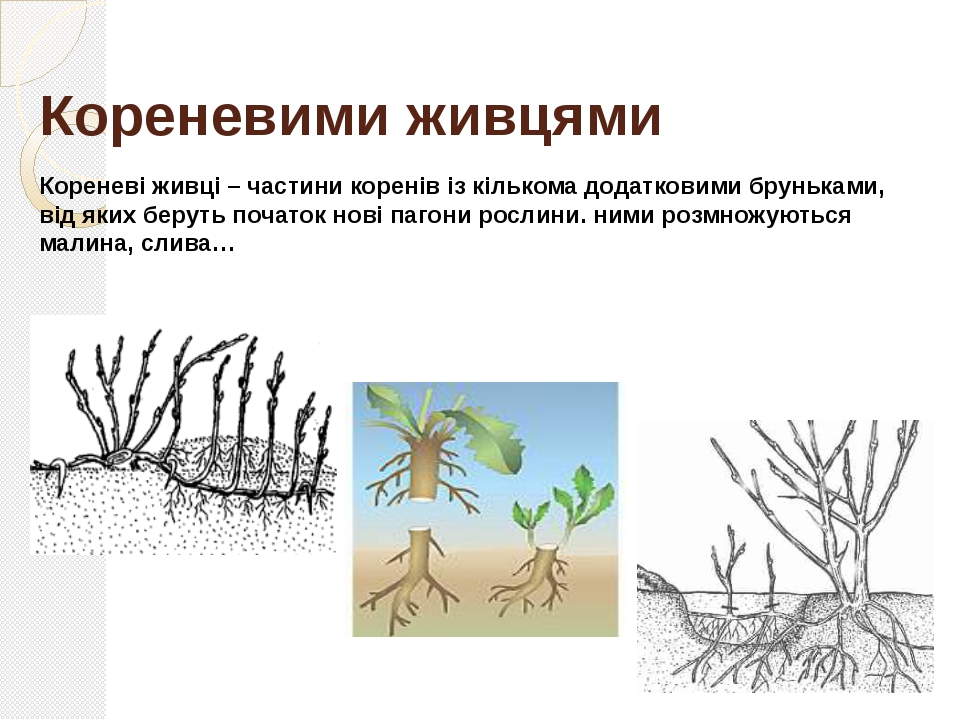 Кореневими живцями
Кореневі живці – частини коренів із кількома додатковими бруньками,
від яких беруть початок нові пагони рослини. ними розмножуються
малина, слива…